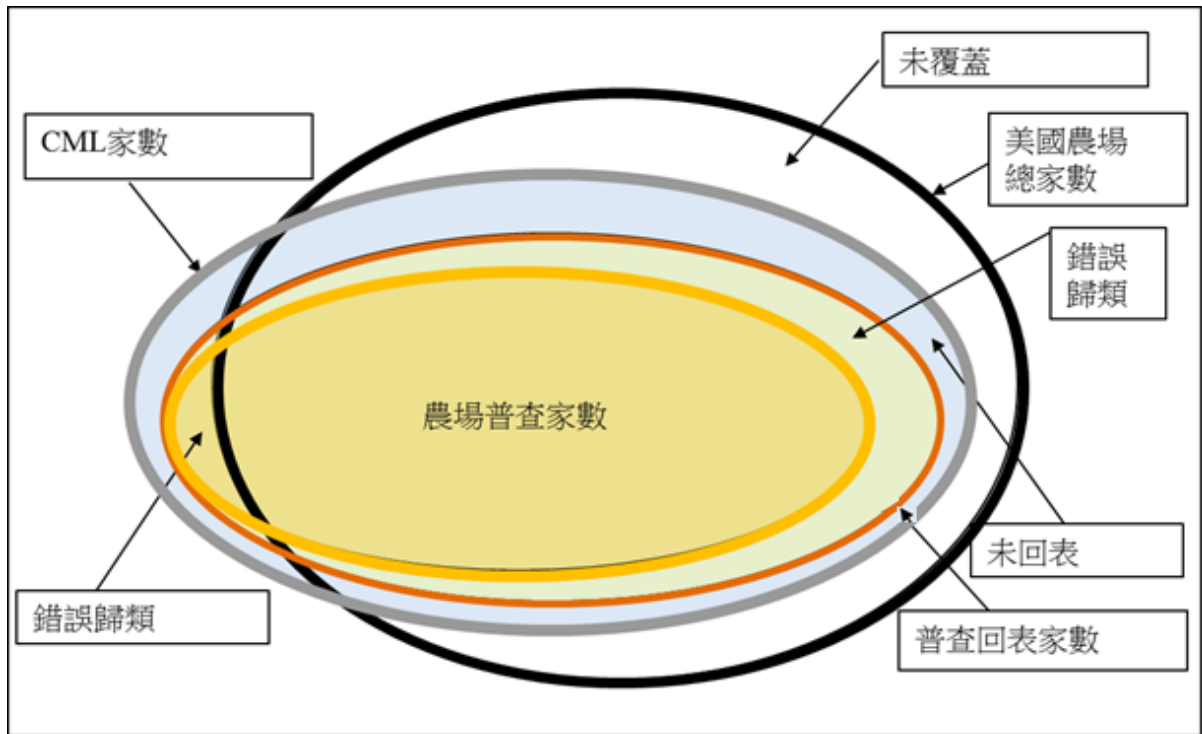 未覆蓋
CML家數
美國農場
總家數
錯誤
歸類
農場普查家數
未回表
錯誤歸類
普查回表家數